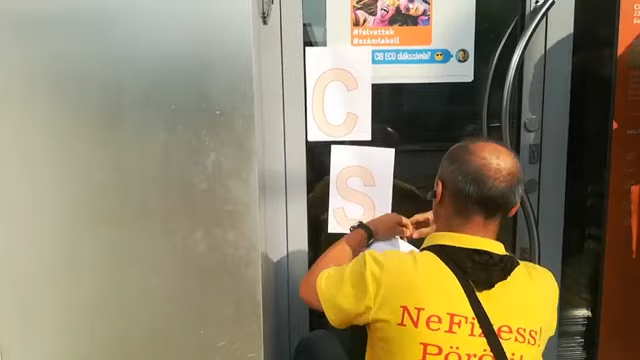 #felvettek
#számlakell
CIB ECO diákszámla?
C
S
NeFizess!